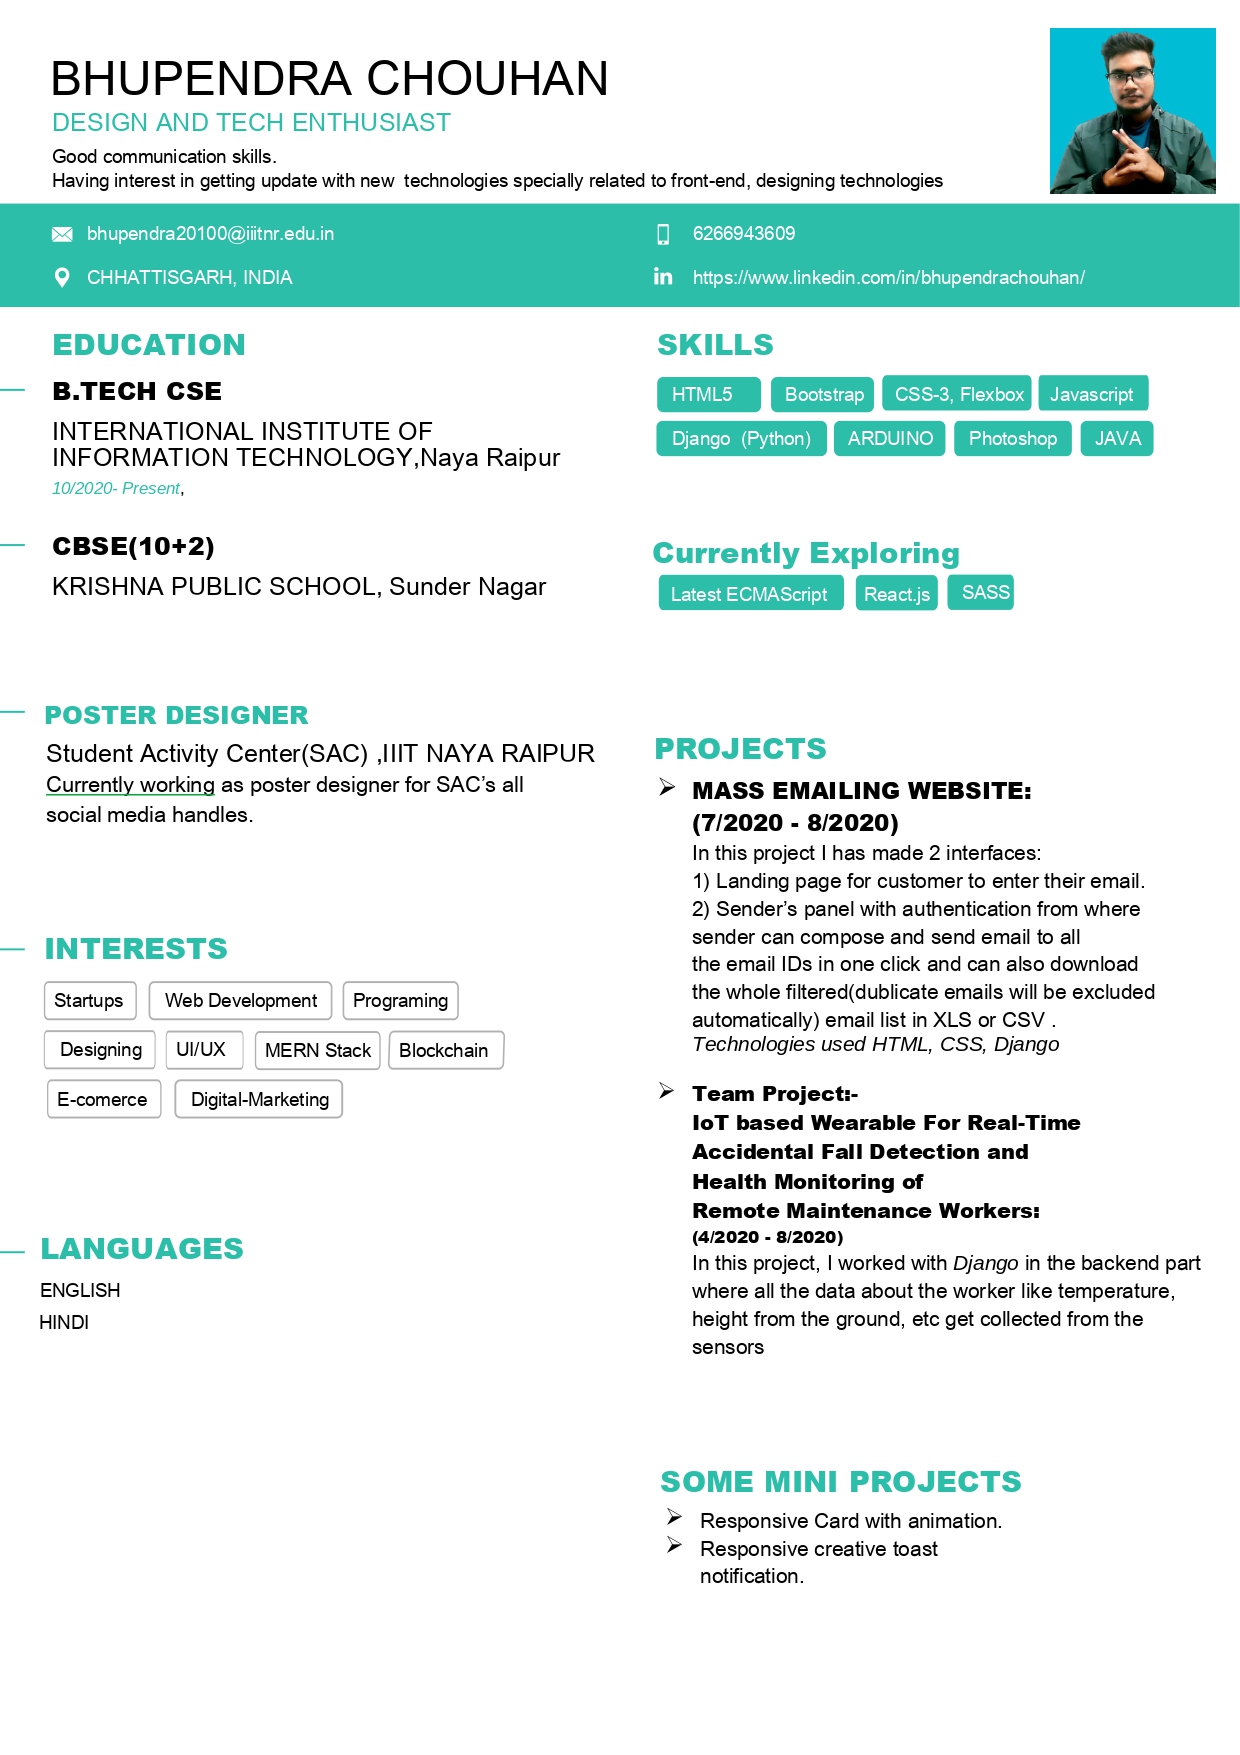 BHUPENDRA CHOUHAN
DESIGN AND TECH ENTHUSIAST
Good communication skills.
Having interest in getting update with new  technologies specially related to front-end, designing technologies
bhupendra20100@iiitnr.edu.in
6266943609
CHHATTISGARH, INDIA
in
https://www.linkedin.com/in/bhupendrachouhan/
EDUCATION
B.TECH CSE
INTERNATIONAL INSTITUTE OF
INFORMATION TECHNOLOGY,Naya Raipur
10/2020- Present,
CBSE(10+2)
KRISHNA PUBLIC SCHOOL, Sunder Nagar
POSTER DESIGNER
Student Activity Center(SAC) ,IIIT NAYA RAIPUR
Currently working as poster designer for SAC’s all
social media handles.
INTERESTS
Startups
Web Development
Programing
Designing
UI/UX
MERN Stack
Blockchain
E-comerce
Digital-Marketing
LANGUAGES
ENGLISH
HINDI
SKILLS
HTML5
Bootstrap
CSS-3, Flexbox
Javascript
Django  (Python)
ARDUINO
Photoshop
JAVA
Currently Exploring
Latest ECMAScript
React.js
SASS
PROJECTS
MASS EMAILING WEBSITE:
(7/2020 - 8/2020)
In this project I has made 2 interfaces:
1) Landing page for customer to enter their email.
2) Sender’s panel with authentication from where
sender can compose and send email to all
the email IDs in one click and can also download
the whole filtered(dublicate emails will be excluded
automatically) email list in XLS or CSV .
Technologies used HTML, CSS, Django
Team Project:-
IoT based Wearable For Real-Time
Accidental Fall Detection and
Health Monitoring of
Remote Maintenance Workers:
(4/2020 - 8/2020)
In this project, I worked with Django in the backend part
where all the data about the worker like temperature,
height from the ground, etc get collected from the
sensors
SOME MINI PROJECTS
Responsive Card with animation.
Responsive creative toast
notification.